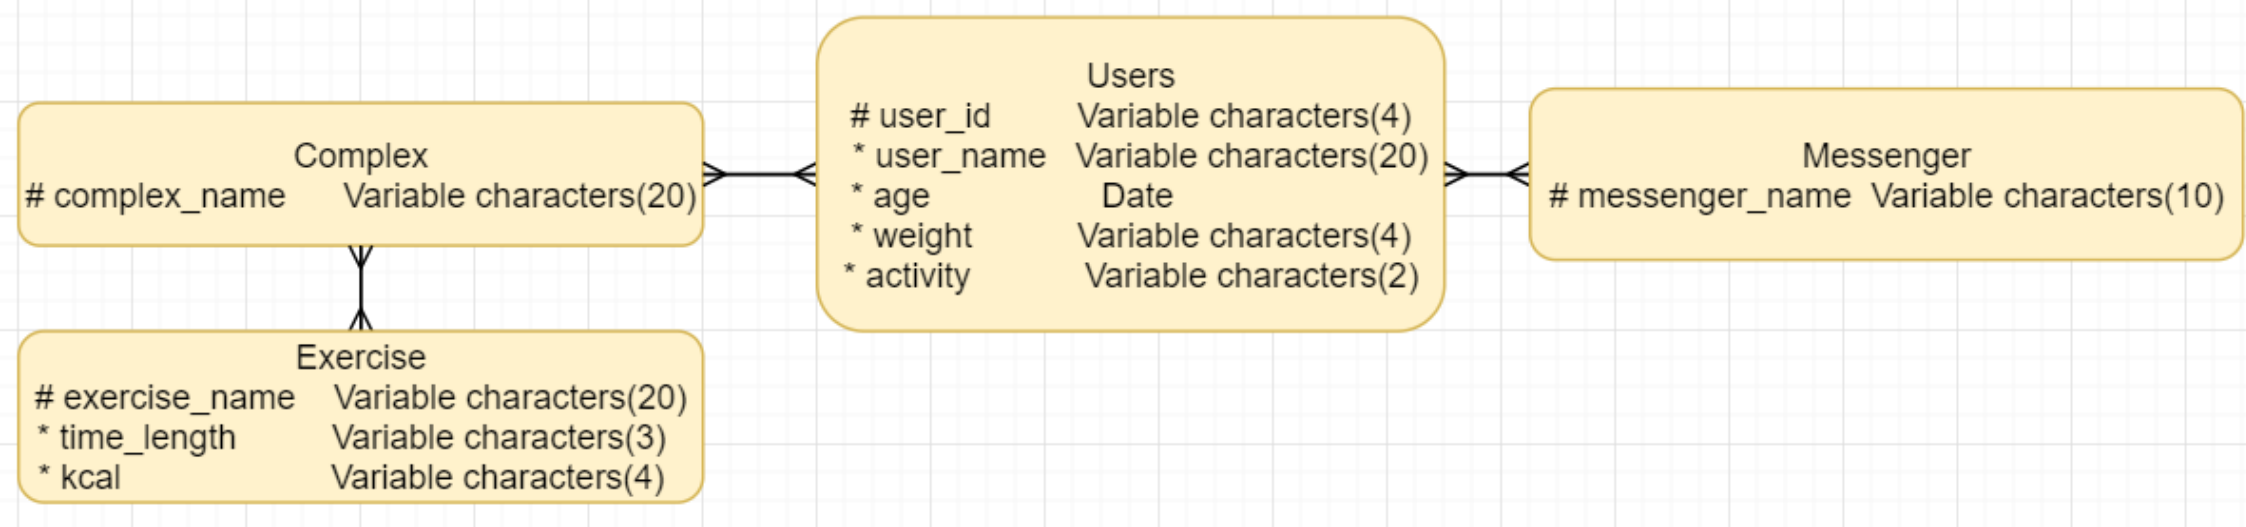 Complex
# complex_name Variable characters(20)
Users
# user_id Variable characters(4)
* user_name Variable characters(20)
* age Date
* weight Variable characters(4)
* activity Variable characters(2)
Messenger
# messenger_name Variable characters(10)
Exercise
# exercise_name Variable characters(20)
* time_length Variable characters(3)
* kcal Variable characters(4)